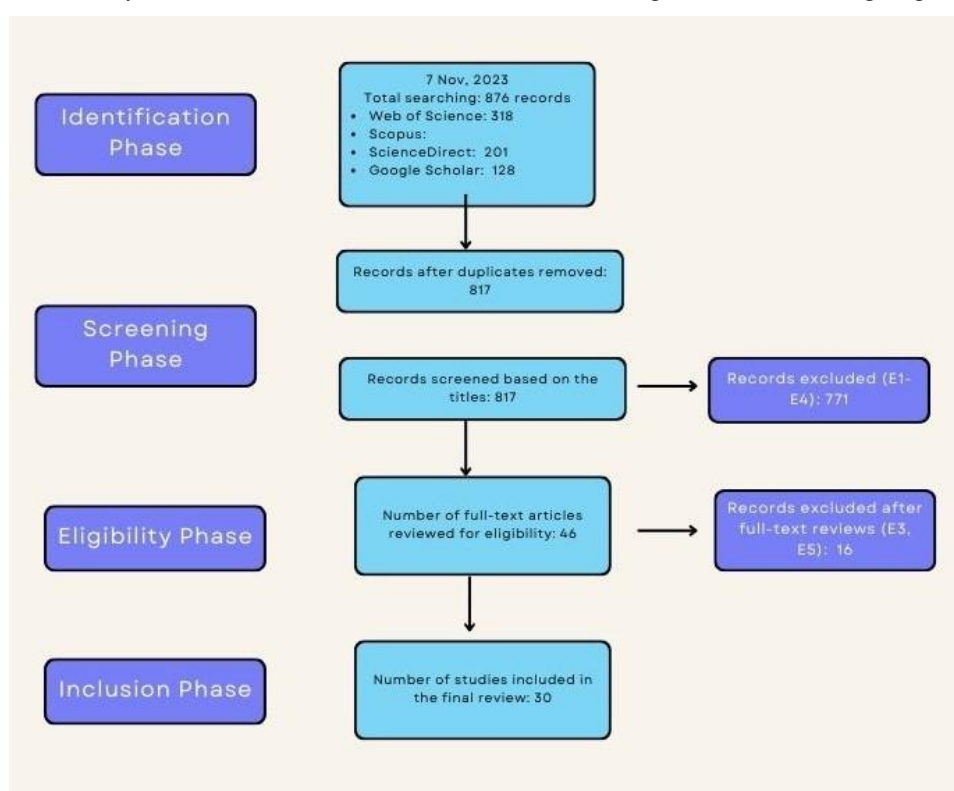 Identification
Phase
7 Nov, 2023
Total searching: 876 records
• Web of Science: 318
• Scopus:
• ScienceDirect: 201
• Google Scholar: 128
Records after duplicates removed:
817
Screening
Phase
Records screened based on the
titles: 817
Records excluded (E1-
E4): 771
Eligibility Phase
Number of full-text articles
reviewed for eligibility: 46
Records excluded after
full-text reviews (E3,
E5): 16
Inclusion Phase
Number of studies included in
the final review: 30